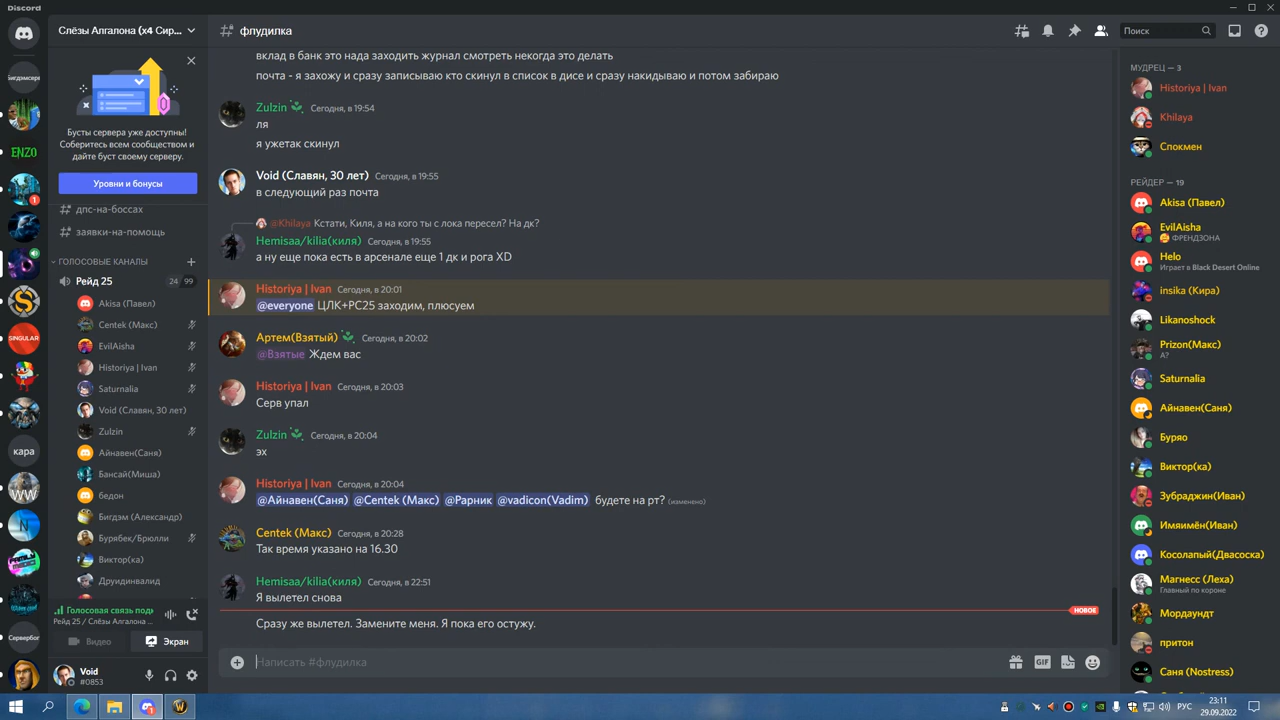 Discord
Слёзы Алгалона (x4 Сир...
флудилка
Поиск
Бигдэмсерв
ENZO
1
SINGULAR
кара
WW
Сервербот
Бусты сервера уже доступны!
Соберитесь всем сообществом и
дайте буст своему серверу.
Уровни и бонусы
дпс-на-боссах
заявки-на-помощь
ГОЛОСОВЫЕ КАНАЛЫ
Рейд 25
24 99
Akisa (Павел)
Centek (Макс)
EvilAisha
Historiya | Ivan
Saturnalia
Void (Славян, 30 лет)
Zulzin
Айнавен(Саня)
Бансай(Миша)
бедон
Бигдэм (Александр)
Бурябек/Брюлли
Виктор(ка)
Друидинвалид
Голосовая связь подк
Рейд 25 / Слёзы Алгалона ...
Видео
Экран
Void
#0853
вклад в банк это надо заходить журнал смотреть некогда это делать
почта - я захожу и сразу записываю кто скинул в список в дисе и сразу накидываю и потом забираю
Zulzin Сегодня, в 19:54
ля
я ужетак скинул
Void (Славян, 30 лет) Сегодня, в 19:55
в следующий раз почта
@Khilaya Кстати, Киля, а на кого ты с лока пересел? На дк?
Hemisaa/kilia(киля) Сегодня, в 19:55
а ну еще пока есть в арсенале еще 1 дк и рога XD
Historiya | Ivan Сегодня, в 20:01
@everyone ЦЛК+РС25 заходим, плюсуем
Артем(Взятый) Сегодня, в 20:02
@Взятые Ждем вас
Historiya | Ivan Сегодня, в 20:03
Серв упал
Zulzin Сегодня, в 20:04
эх
Historiya | Ivan Сегодня, в 20:04
@Айнавен(Саня) @Centek (Макс) @Рарник @vadicon(Vadim) будете на рт? (изменено)
Centek (Макс) Сегодня, в 20:28
Так время указано на 16.30
Hemisaa/kilia(киля) Сегодня, в 22:51
Я вылетел снова
НОВОЕ
Сразу же вылетел. Замените меня. Я пока его остужу.
Написать #флудилка
GIF
МУДРЕЦ — 3
Historiya | Ivan
Khilaya
Спокмен
РЕЙДЕР — 19
Akisa (Павел)
EvilAisha
ФРЕНДЗОНА
Helo
Играет в Black Desert Online
insika (Кира)
Likanoshock
Prizon(Макс)
А?
Saturnalia
Айнавен(Саня)
Буряо
Виктор(ка)
Зубраджин(Иван)
Имяимён(Иван)
Косолапый(Двасоска)
Магнесс (Леха)
Главный по короне
Мордаундт
притон
Саня (Nostress)
РУС
23:11
29.09.2022